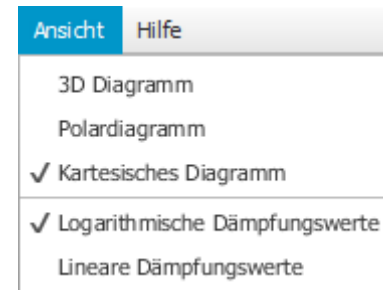 Ansicht Hilfe
3D Diagramm
Polardiagramm
✓ Kartesisches Diagramm
✓ Logarithmische Dämpfungswerte
Lineare Dämpfungswerte